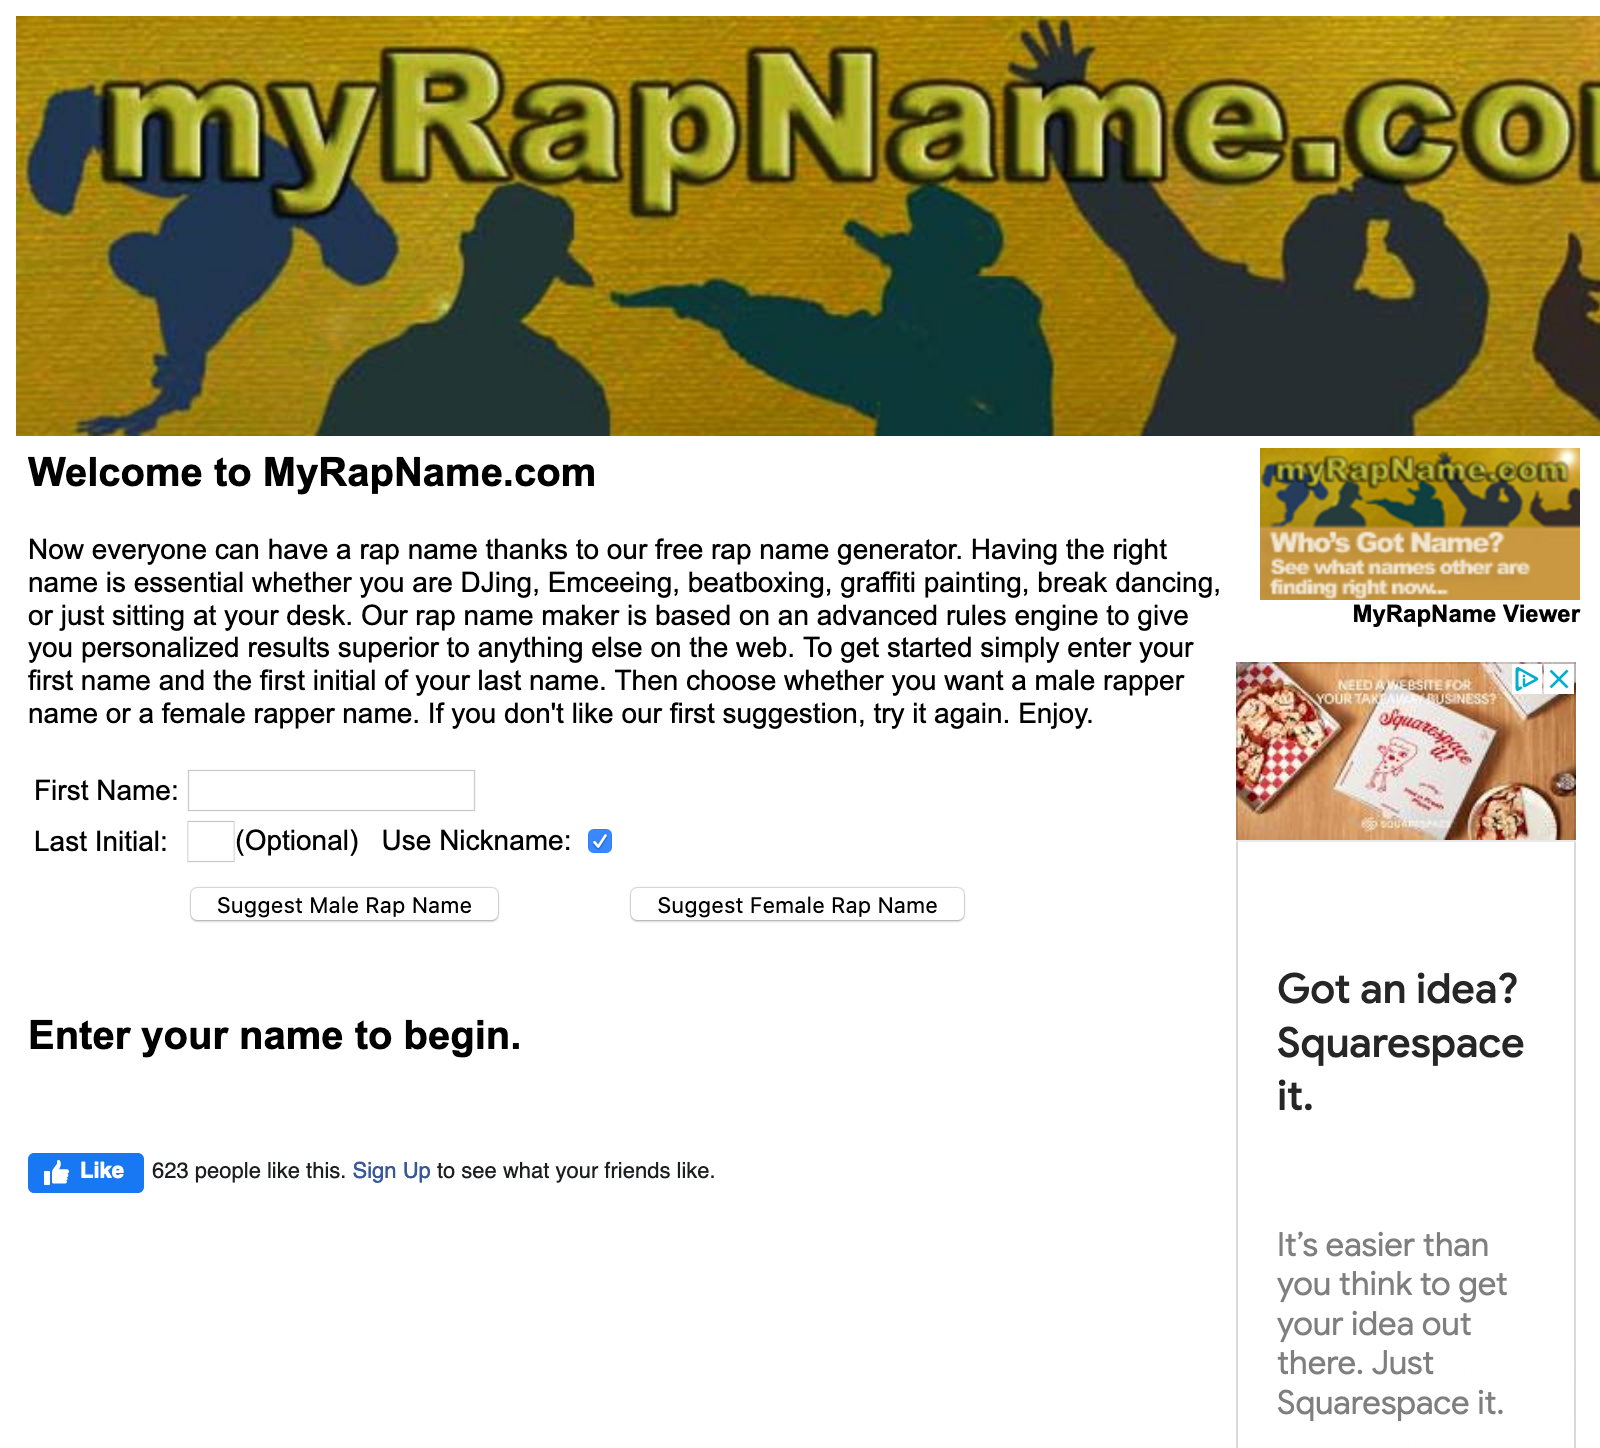 myRapName.co
Welcome to MyRapName.com
Now everyone can have a rap name thanks to our free rap name generator. Having the right
name is essential whether you are DJing, Emceeing, beatboxing, graffiti painting, break dancing,
or just sitting at your desk. Our rap name maker is based on an advanced rules engine to give
you personalized results superior to anything else on the web. To get started simply enter your
first name and the first initial of your last name. Then choose whether you want a male rapper
name or a female rapper name. If you don't like our first suggestion, try it again. Enjoy.
First Name:
Last Initial: (Optional) Use Nickname:
Suggest Male Rap Name Suggest Female Rap Name
Enter your name to begin.
Like 623 people like this. Sign Up to see what your friends like.
myRapName.com
Who's Got Name?
See what names other are
finding right now...
MyRapName Viewer
NEED A WEBSITE FOR
YOUR TAKEAWAY BUSINESS?
Squarespace
it!
SQUARESPACE
Got an idea?
Squarespace
it.
It's easier than
you think to get
your idea out
there. Just
Squarespace it.